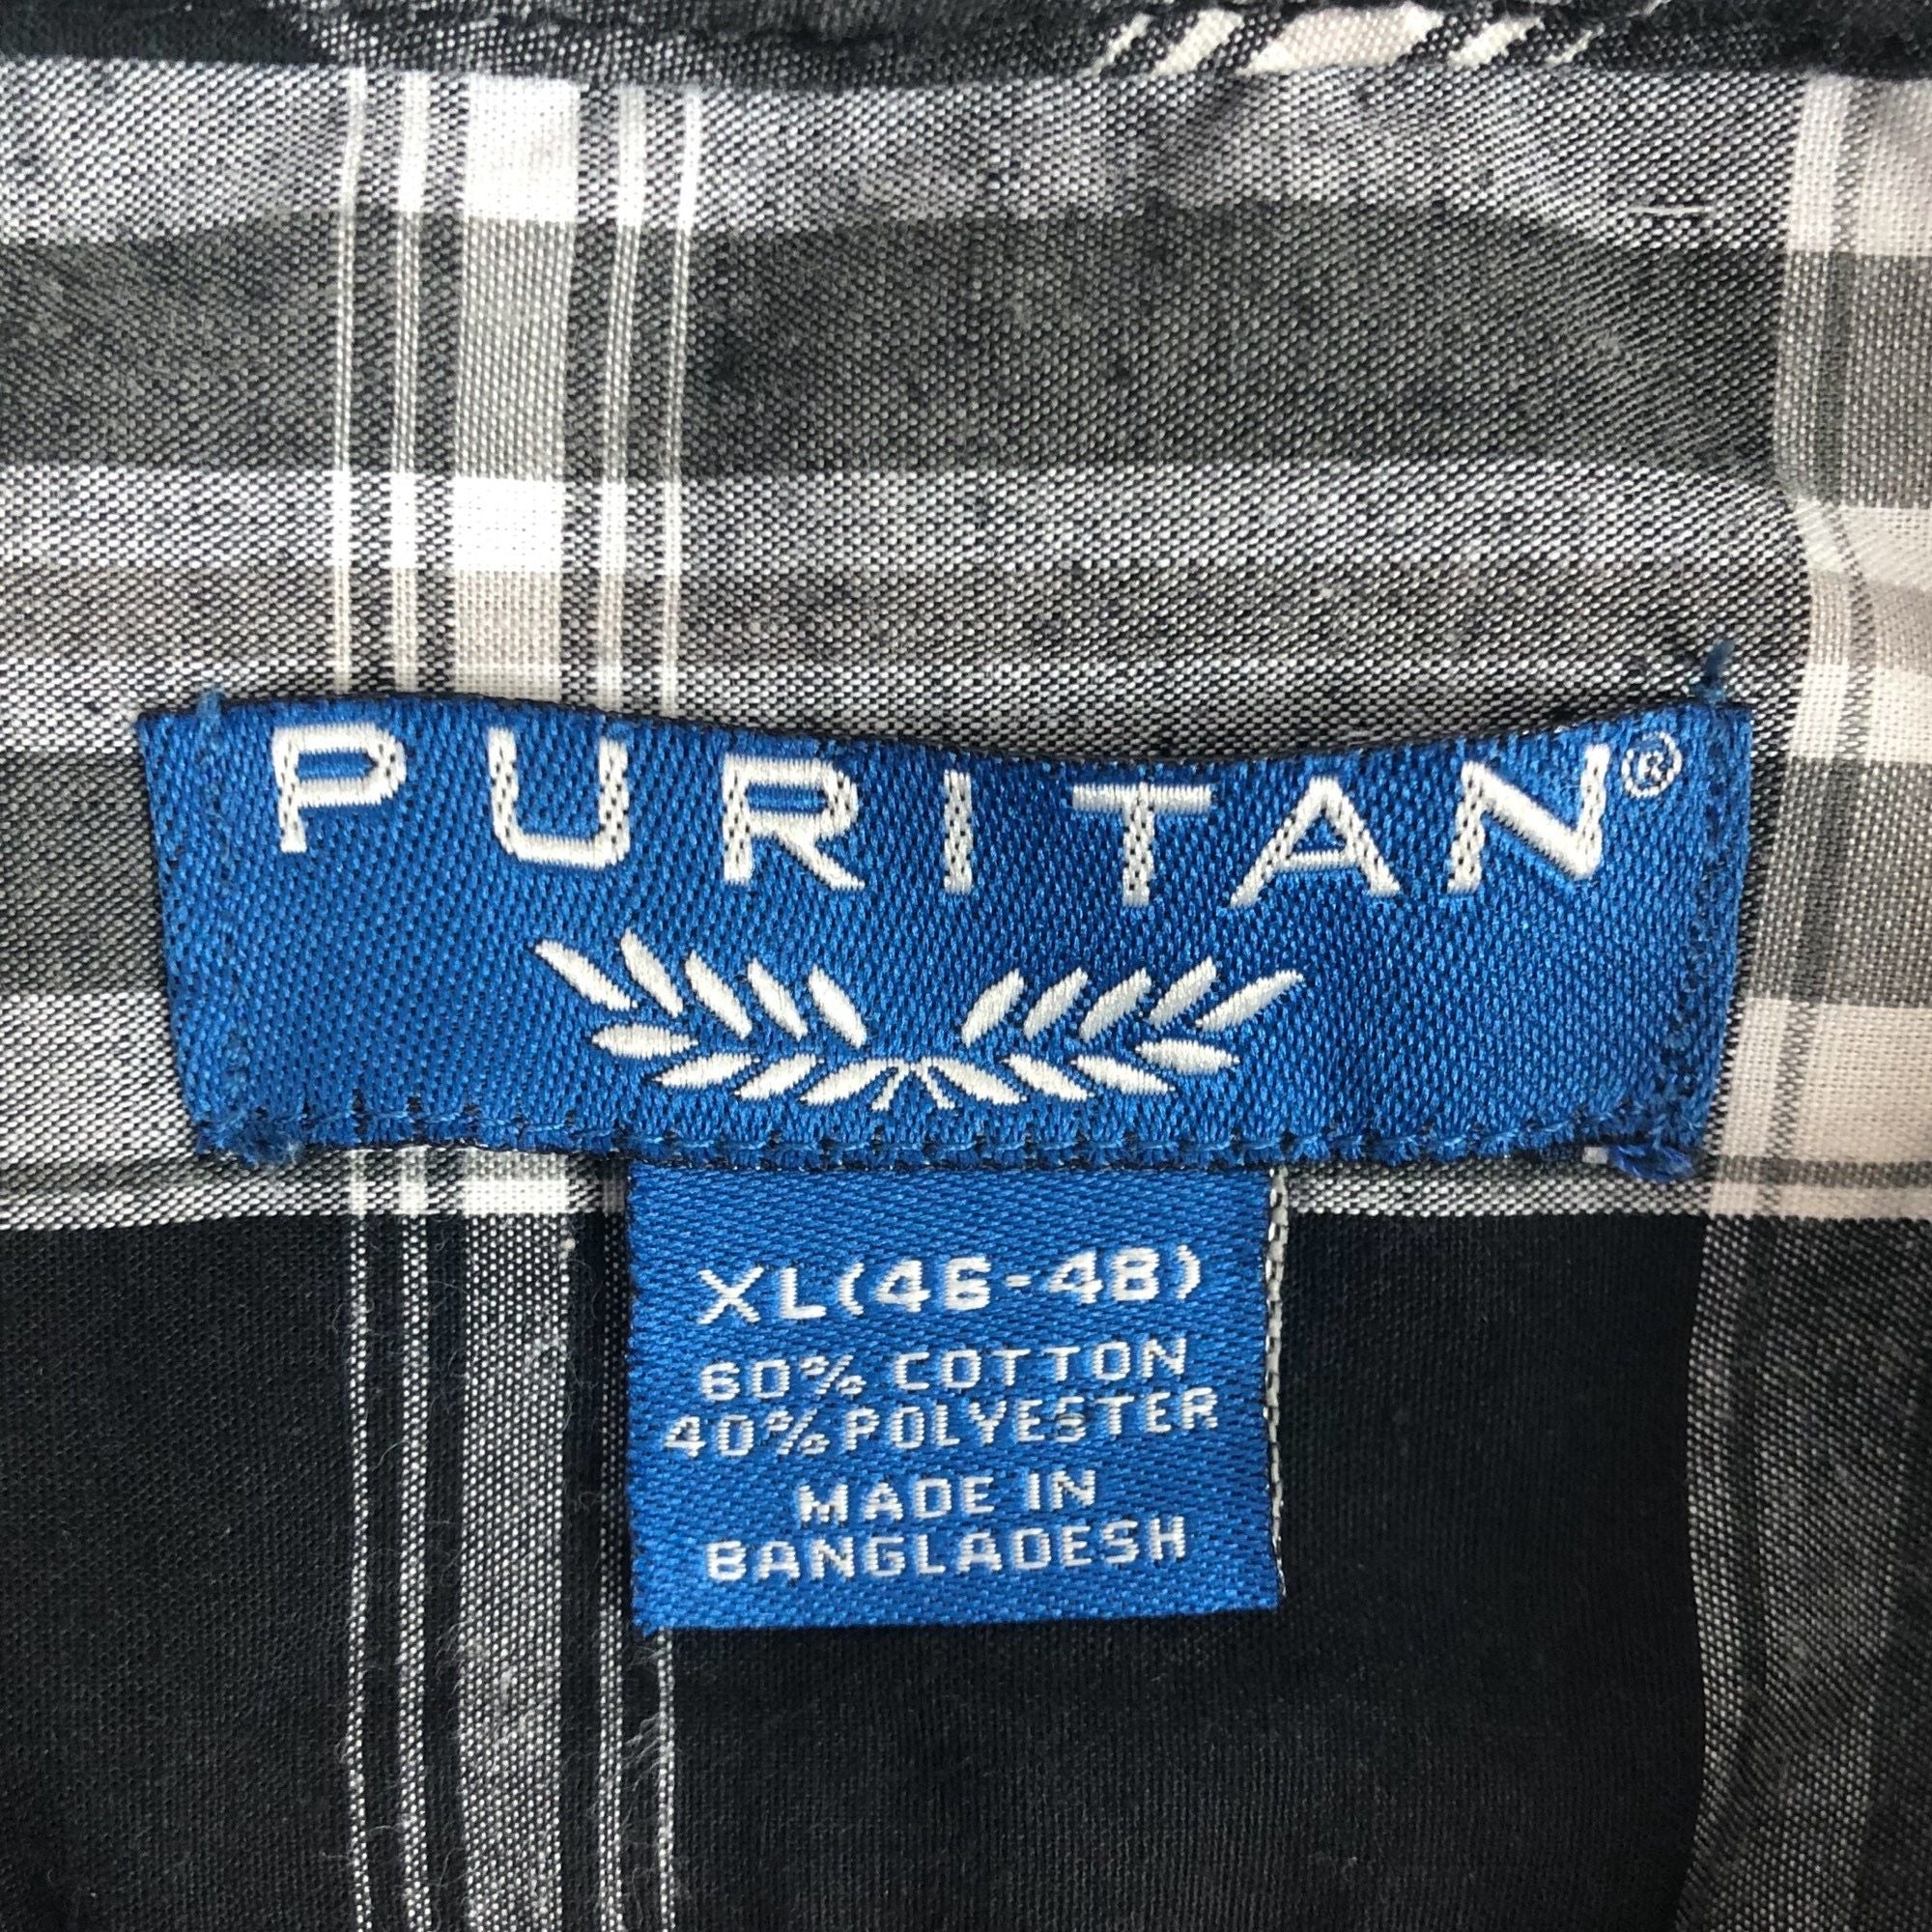 PURITAN®
XL(46-48)
60% COTTON
40% POLYESTER
MADE IN
BANGLADESH